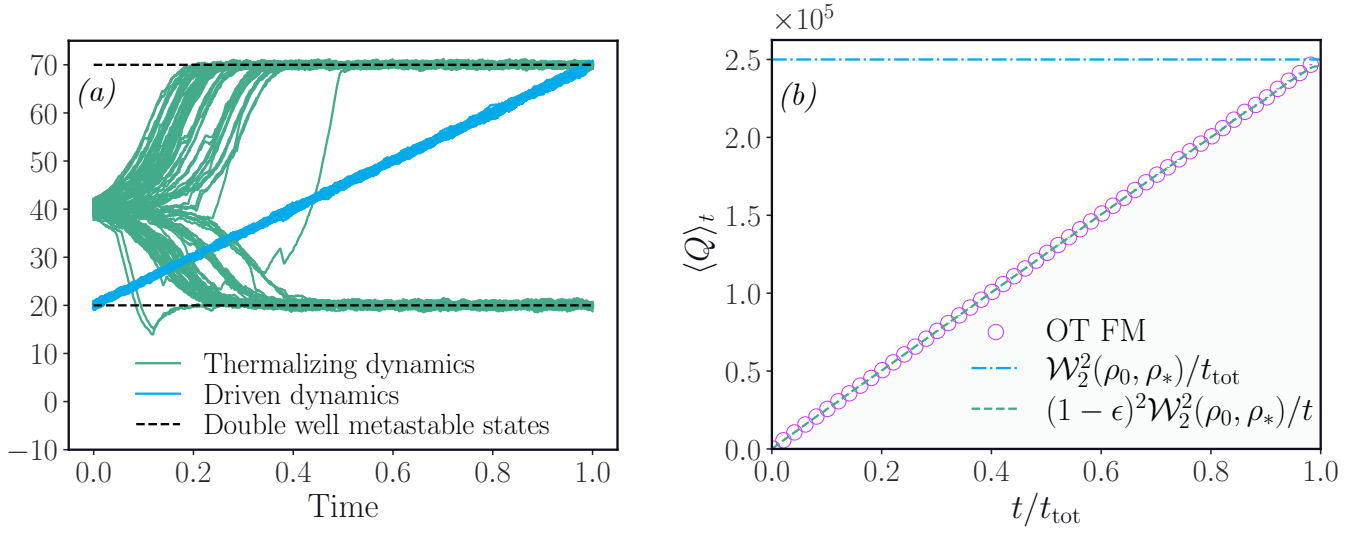 (a)
70
60
50
40
30
20
10
0
−10
0.0 0.2 0.4 0.6 0.8 1.0
Time
Thermalizing dynamics
Driven dynamics
Double well metastable states
×10⁵
(b)
2.5
2.0
1.5
1.0
0.5
0.0
⟨Q⟩ₜ
0.0 0.2 0.4 0.6 0.8 1.0
t/t_tot
OT FM
𝒲₂²(ρ₀, ρ_*)/t_tot
(1 − ϵ)²𝒲₂²(ρ₀, ρ_*)/t